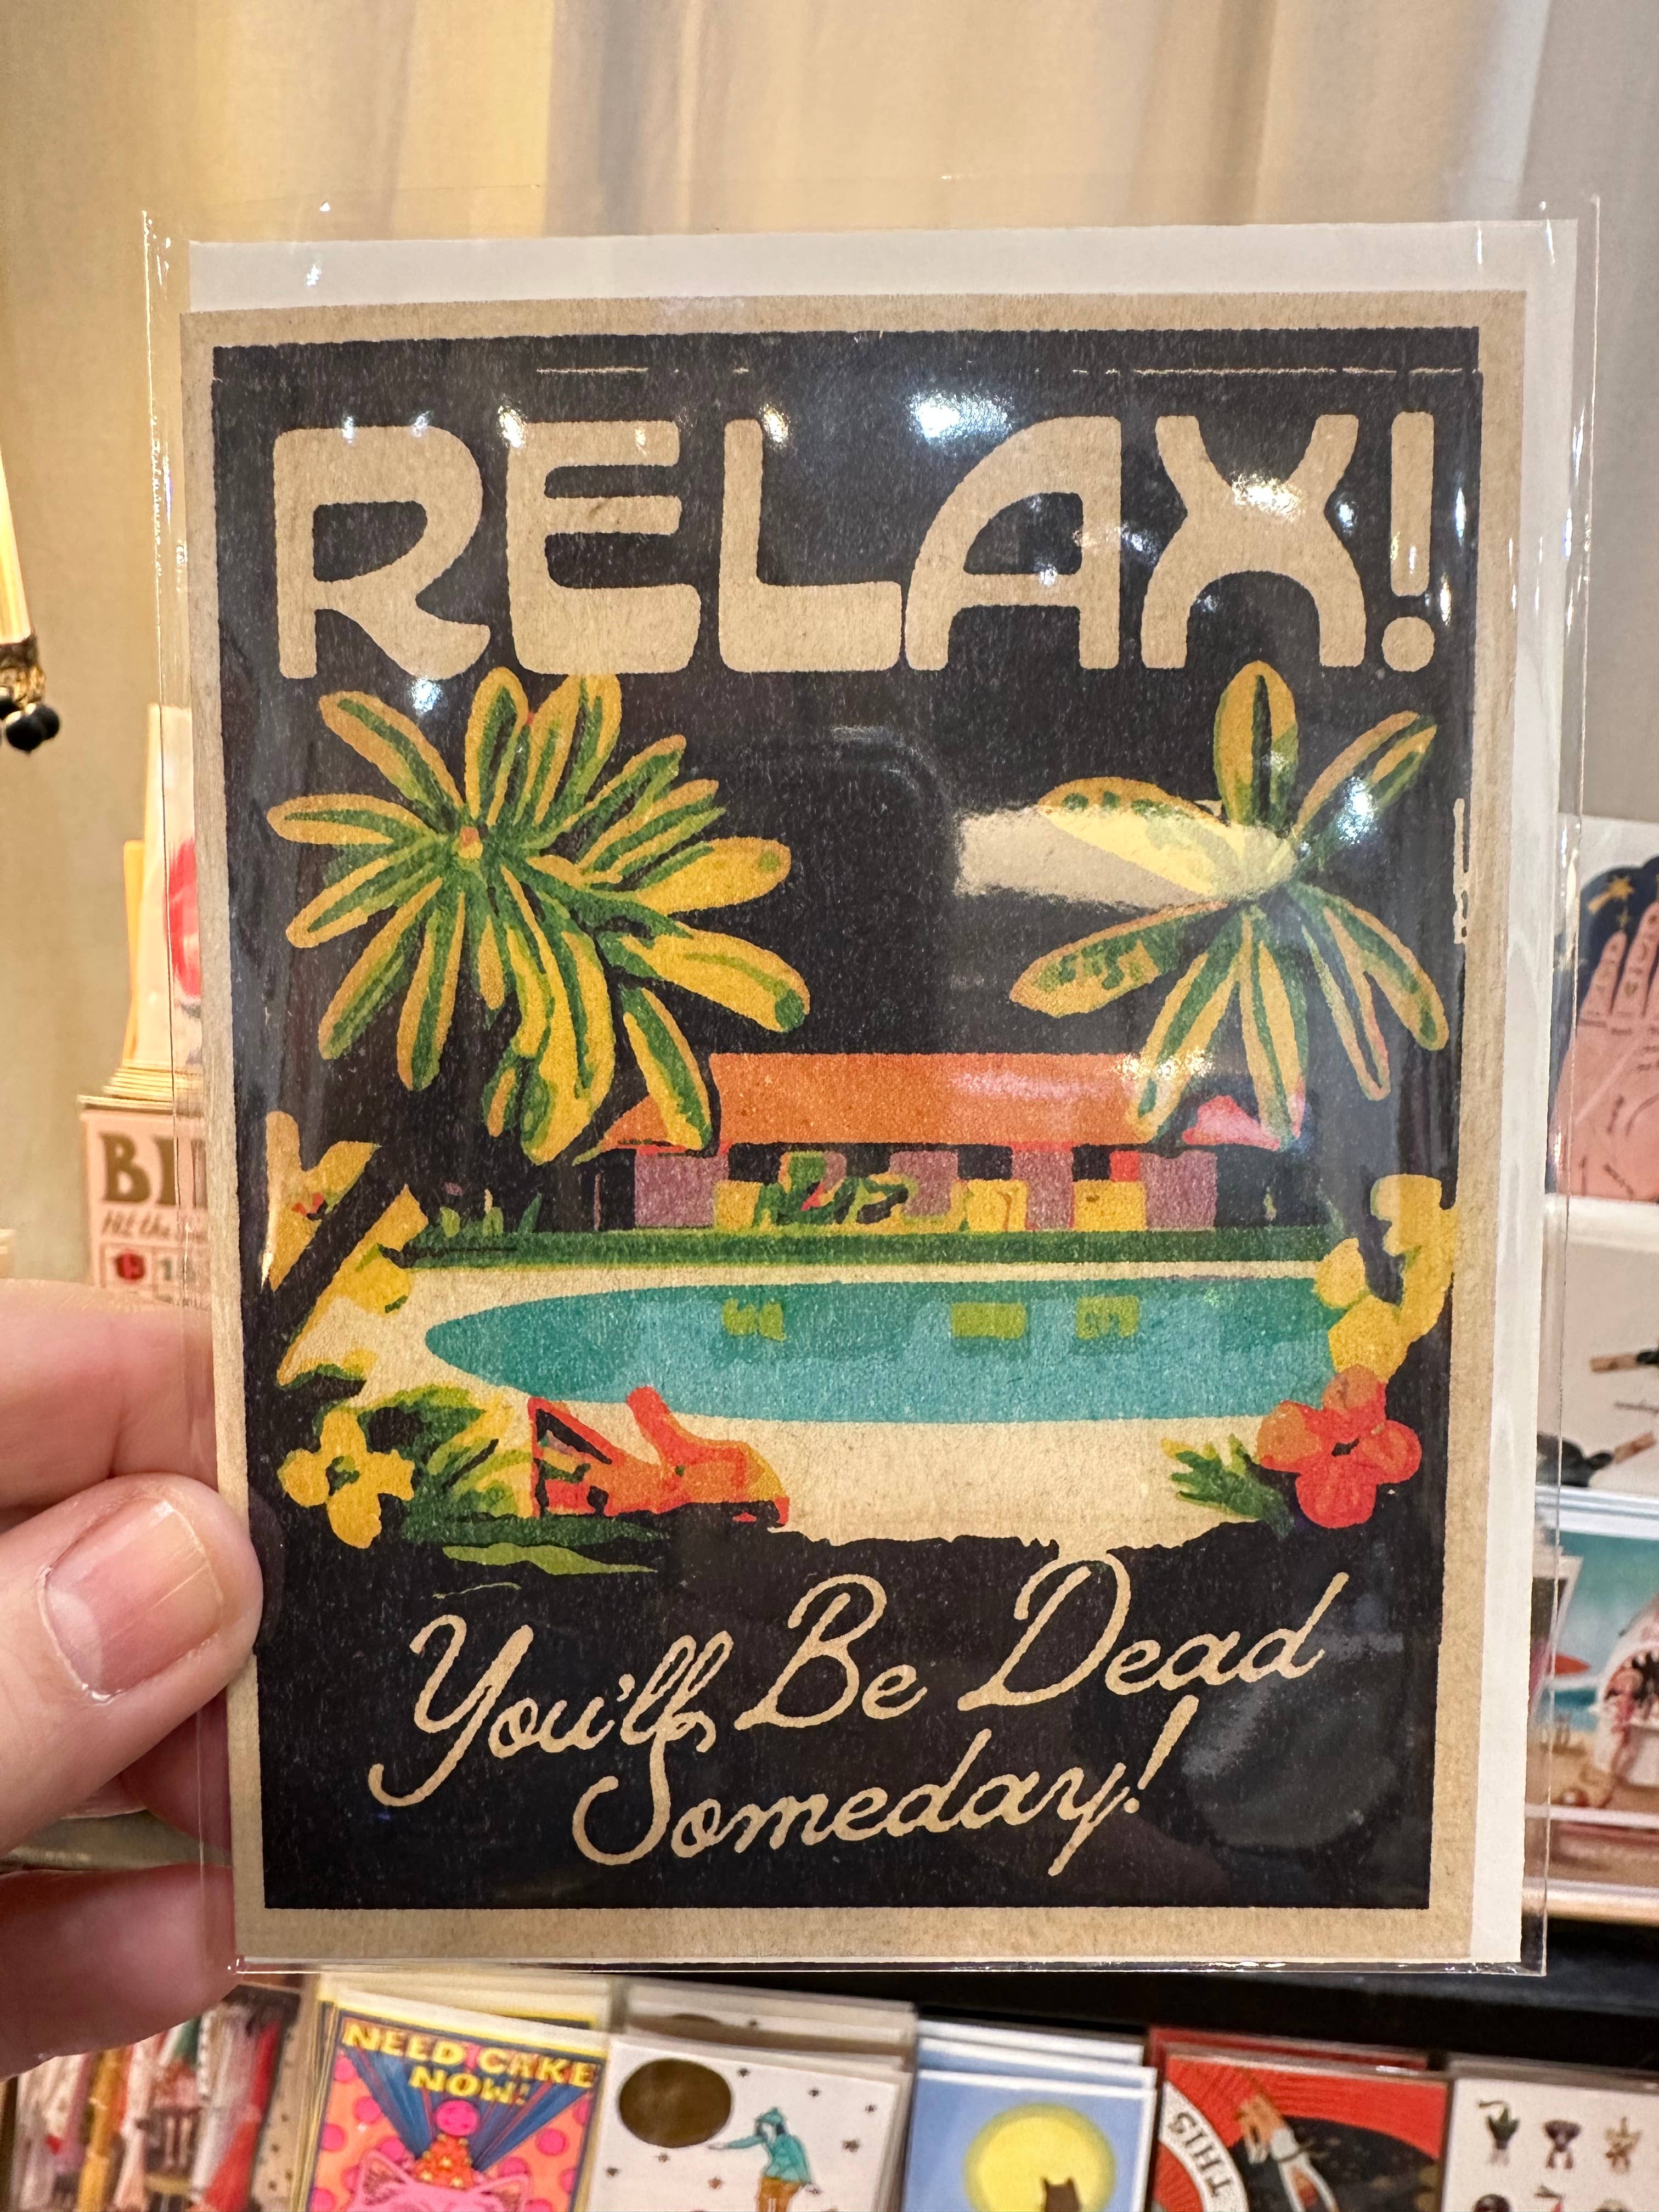 RELAX!
You'll Be Dead
Someday!
NEED CAKE
NOW!
THIS